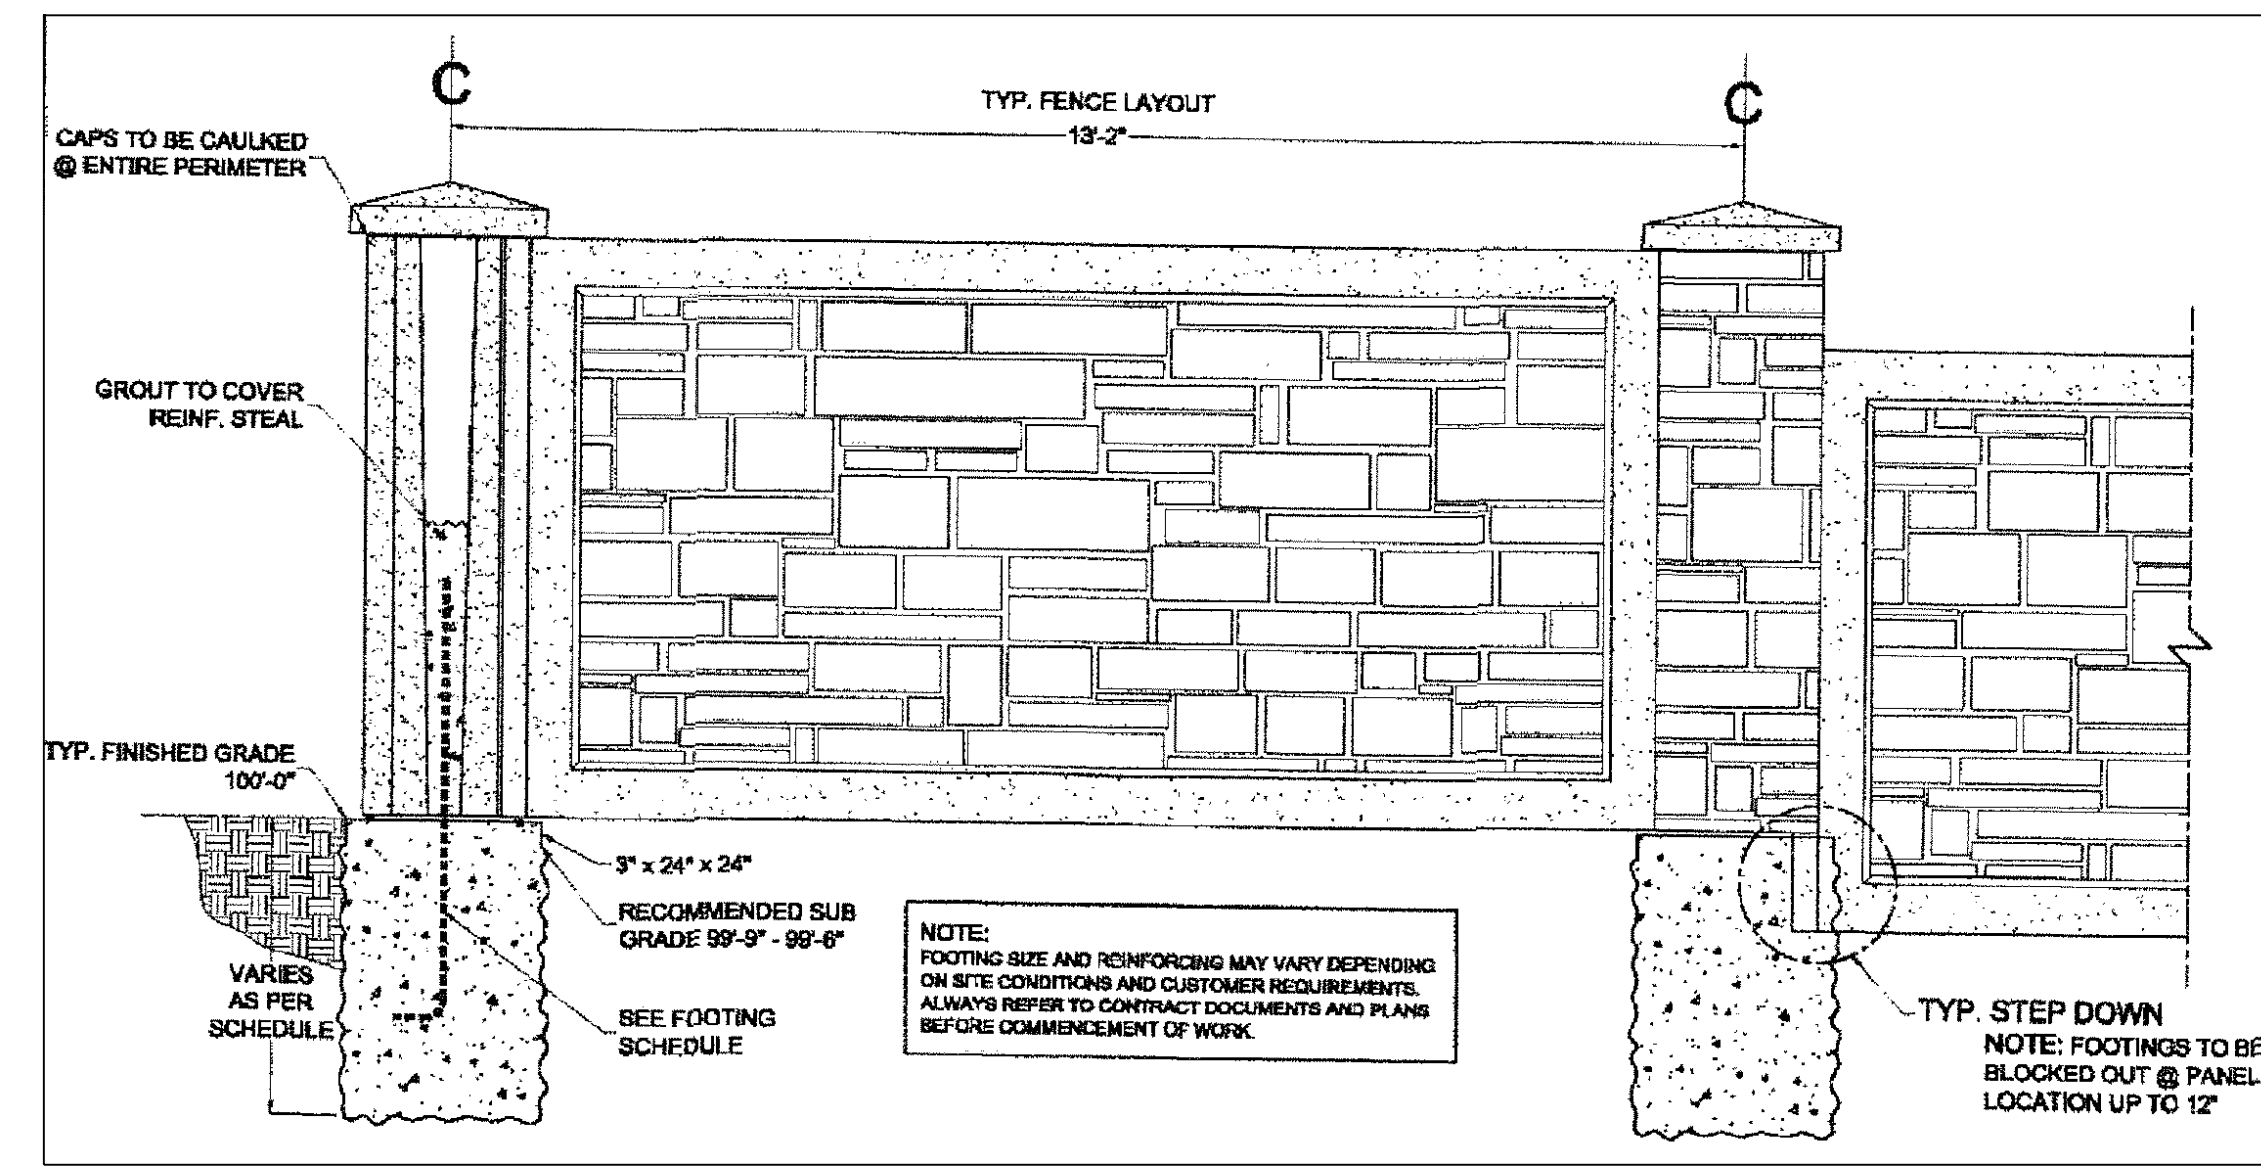 C
C
TYP. FENCE LAYOUT
13'-2"
CAPS TO BE CAULKED
@ ENTIRE PERIMETER
GROUT TO COVER
REINF. STEAL
TYP. FINISHED GRADE
100'-0"
3" x 24" x 24"
RECOMMENDED SUB
GRADE 99'-9" - 99'-6"
VARIES
AS PER
SCHEDULE
SEE FOOTING
SCHEDULE
NOTE:
FOOTING SIZE AND REINFORCING MAY VARY DEPENDING
ON SITE CONDITIONS AND CUSTOMER REQUIREMENTS.
ALWAYS REFER TO CONTRACT DOCUMENTS AND PLANS
BEFORE COMMENCEMENT OF WORK.
TYP. STEP DOWN
NOTE: FOOTINGS TO BE
BLOCKED OUT @ PANEL
LOCATION UP TO 12"